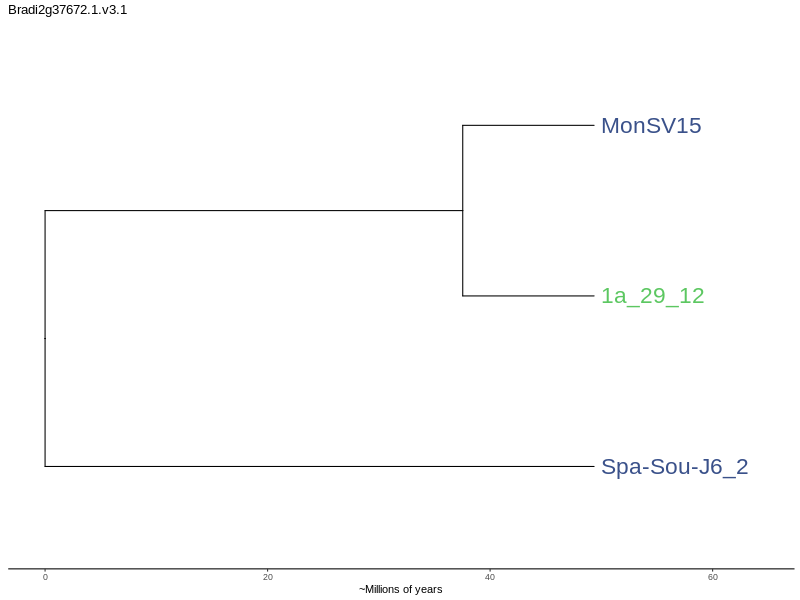 Bradi2g37672.1.v3.1
MonSV15
1a_29_12
Spa-Sou-J6_2
0 20 40 60
~Millions of years